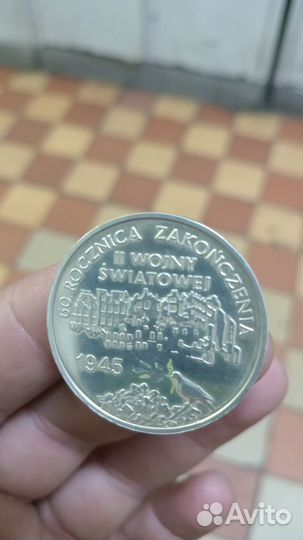 60 ROCZNICA ZAKOŃCZENIA
II WOJNY
ŚWIATOWEJ
1945
Avito